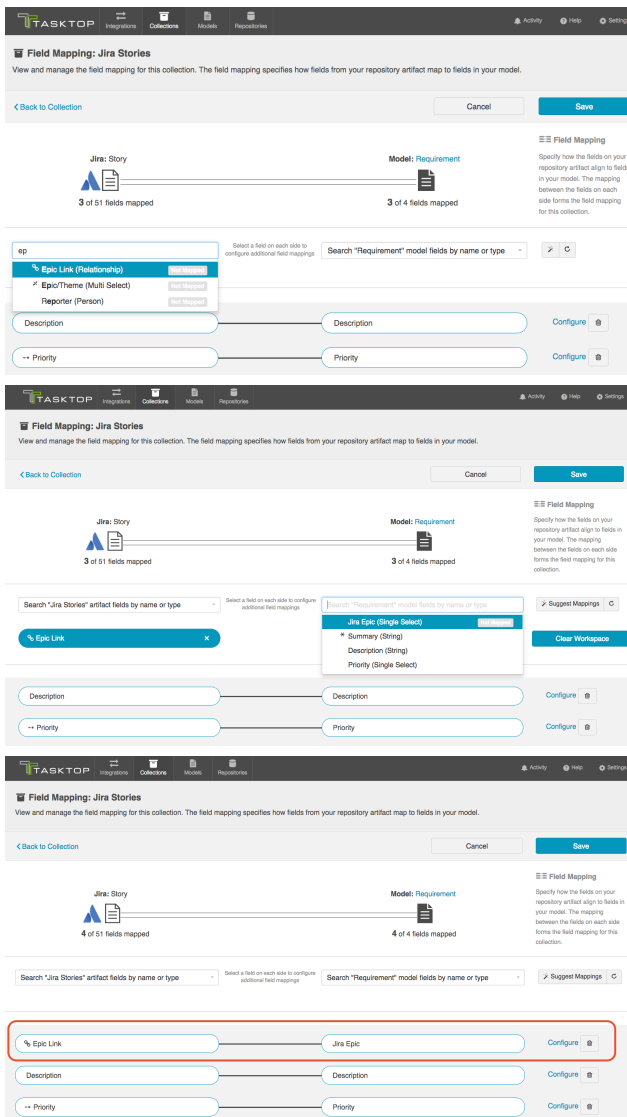 TASKTOP Integrations Collections Models Repositories Activity Help Setting
Field Mapping: Jira Stories
View and manage the field mapping for this collection. The field mapping specifies how fields from your repository artifact map to fields in your model.
Back to Collection Cancel Save
Field Mapping
Specify how the fields on your
repository artifact align to fields
in your model. The mapping
between the fields on each
side forms the field mapping
for this collection.
Jira: Story Model: Requirement
3 of 51 fields mapped 3 of 4 fields mapped
ep Select a field on each side to configure additional field mappings Search "Requirement" model fields by name or type
Epic Link (Relationship) Not Mapped
Epic/Theme (Multi Select) Not Mapped
Reporter (Person) Not Mapped
Description Description Configure
Priority Priority Configure
TASKTOP Integrations Collections Models Repositories Activity Help Settings
Field Mapping: Jira Stories
View and manage the field mapping for this collection. The field mapping specifies how fields from your repository artifact map to fields in your model.
Back to Collection Cancel Save
Field Mapping
Specify how the fields on your
repository artifact align to fields in
your model. The mapping
between the fields on each side
forms the field mapping for this
collection.
Jira: Story Model: Requirement
3 of 51 fields mapped 3 of 4 fields mapped
Search "Jira Stories" artifact fields by name or type Select a field on each side to configure additional field mappings Search "Requirement" model fields by name or type Suggest Mappings
Epic Link × Jira Epic (Single Select) Not Mapped Clear Workspace
* Summary (String)
Description (String)
Priority (Single Select)
Description Description Configure
Priority Priority Configure
TASKTOP Integrations Collections Models Repositories Activity Help Settings
Field Mapping: Jira Stories
View and manage the field mapping for this collection. The field mapping specifies how fields from your repository artifact map to fields in your model.
Back to Collection Cancel Save
Field Mapping
Specify how the fields on your
repository artifact align to fields in
your model. The mapping
between the fields on each side
forms the field mapping for this
collection.
Jira: Story Model: Requirement
4 of 51 fields mapped 4 of 4 fields mapped
Search "Jira Stories" artifact fields by name or type Select a field on each side to configure additional field mappings Search "Requirement" model fields by name or type Suggest Mappings
Epic Link Jira Epic Configure
Description Description Configure
Priority Priority Configure